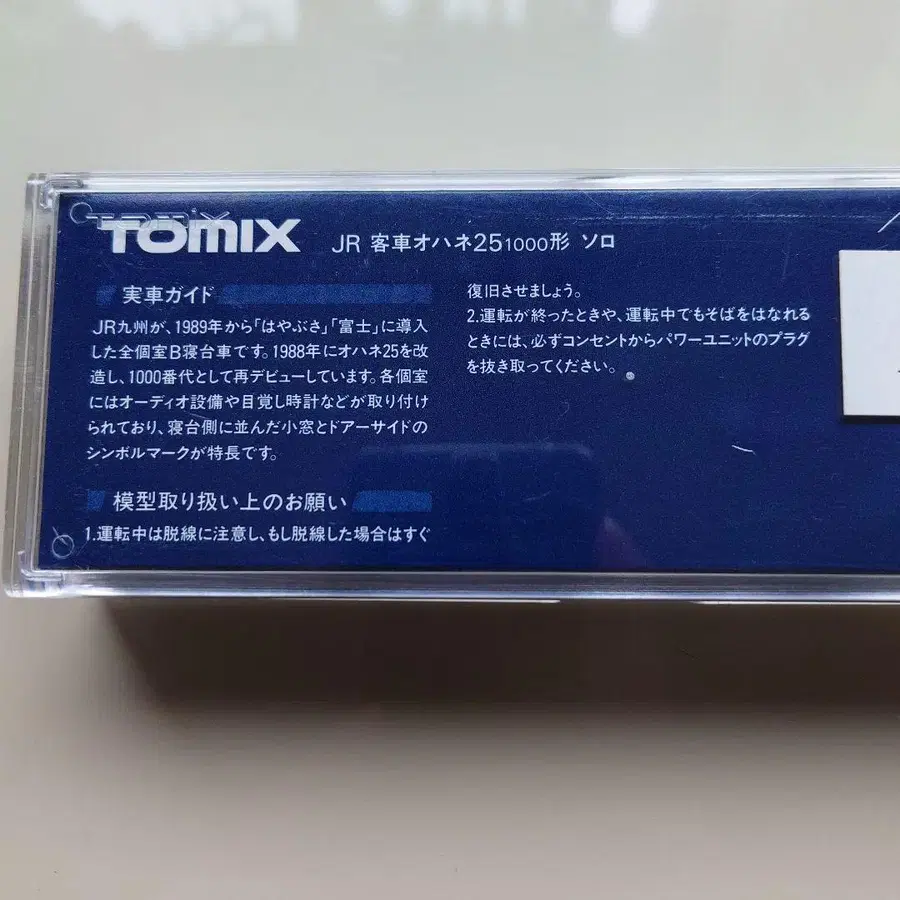 TOMIX JR 客車オハネ25 1000形 ソロ
実車ガイド
JR九州が、1989年から「はやぶさ」「富士」に導入
した全個室B寝台車です。1988年にオハネ25を改
造し、1000番代として再デビューしています。各個室
にはオーディオ設備や目覚し時計などが取り付け
られており、寝台側に並んだ小窓とドアーサイドの
シンボルマークが特長です。
模型取り扱い上のお願い
1.運転中は脱線に注意し、もし脱線した場合はすぐ
復旧させましょう。
2.運転が終ったときや、運転中でもそばをはなれる
ときには、必ずコンセントからパワーユニットのプラグ
を抜き取ってください。